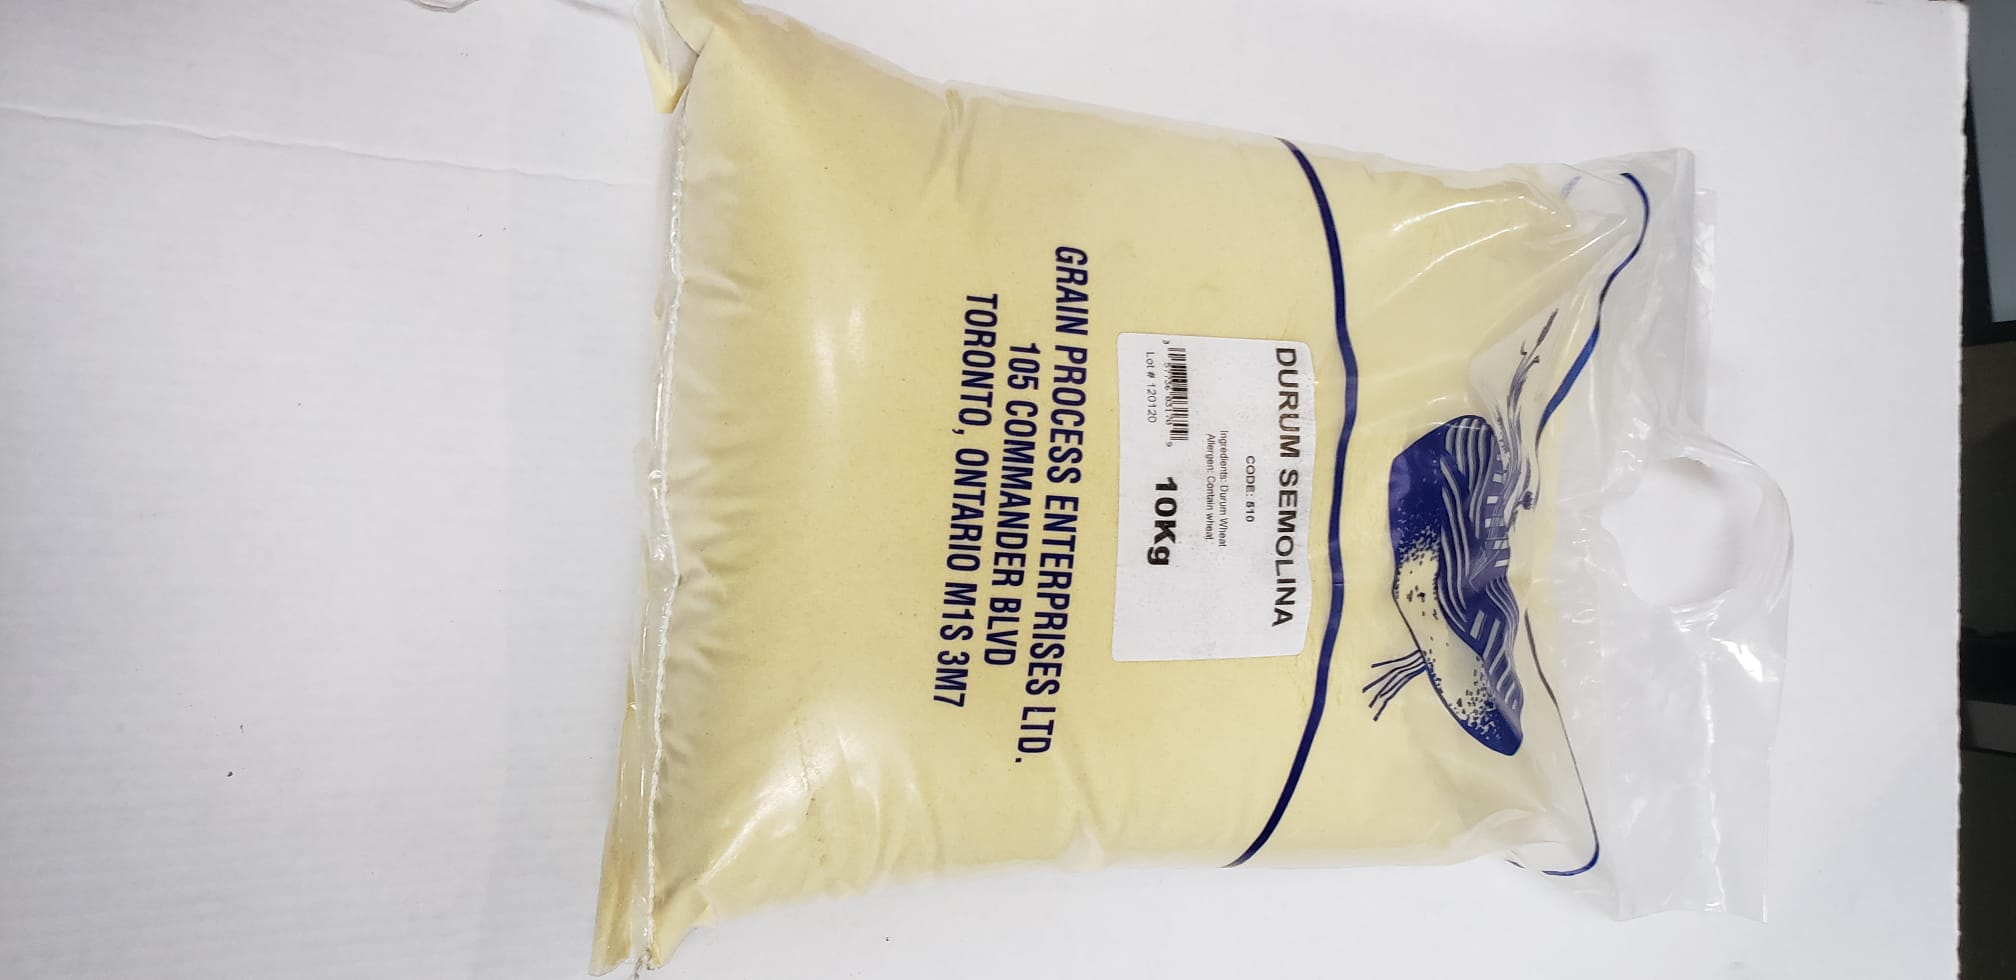 DURUM SEMOLINA
CODE: 510
Ingredients: Durum Wheat
Allergen: Contain wheat.
10Kg
Lot # 120120
GRAIN PROCESS ENTERPRISES LTD.
105 COMMANDER BLVD
TORONTO, ONTARIO M1S 3M7